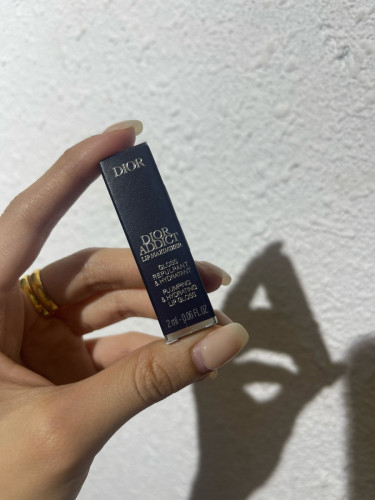 DIOR
DIOR
ADDICT
LIP MAXIMIZER
GLOSS
REPULPANT
& HYDRATANT
PLUMPING
& HYDRATING
LIP GLOSS
2 ml - 0.06 FL.OZ